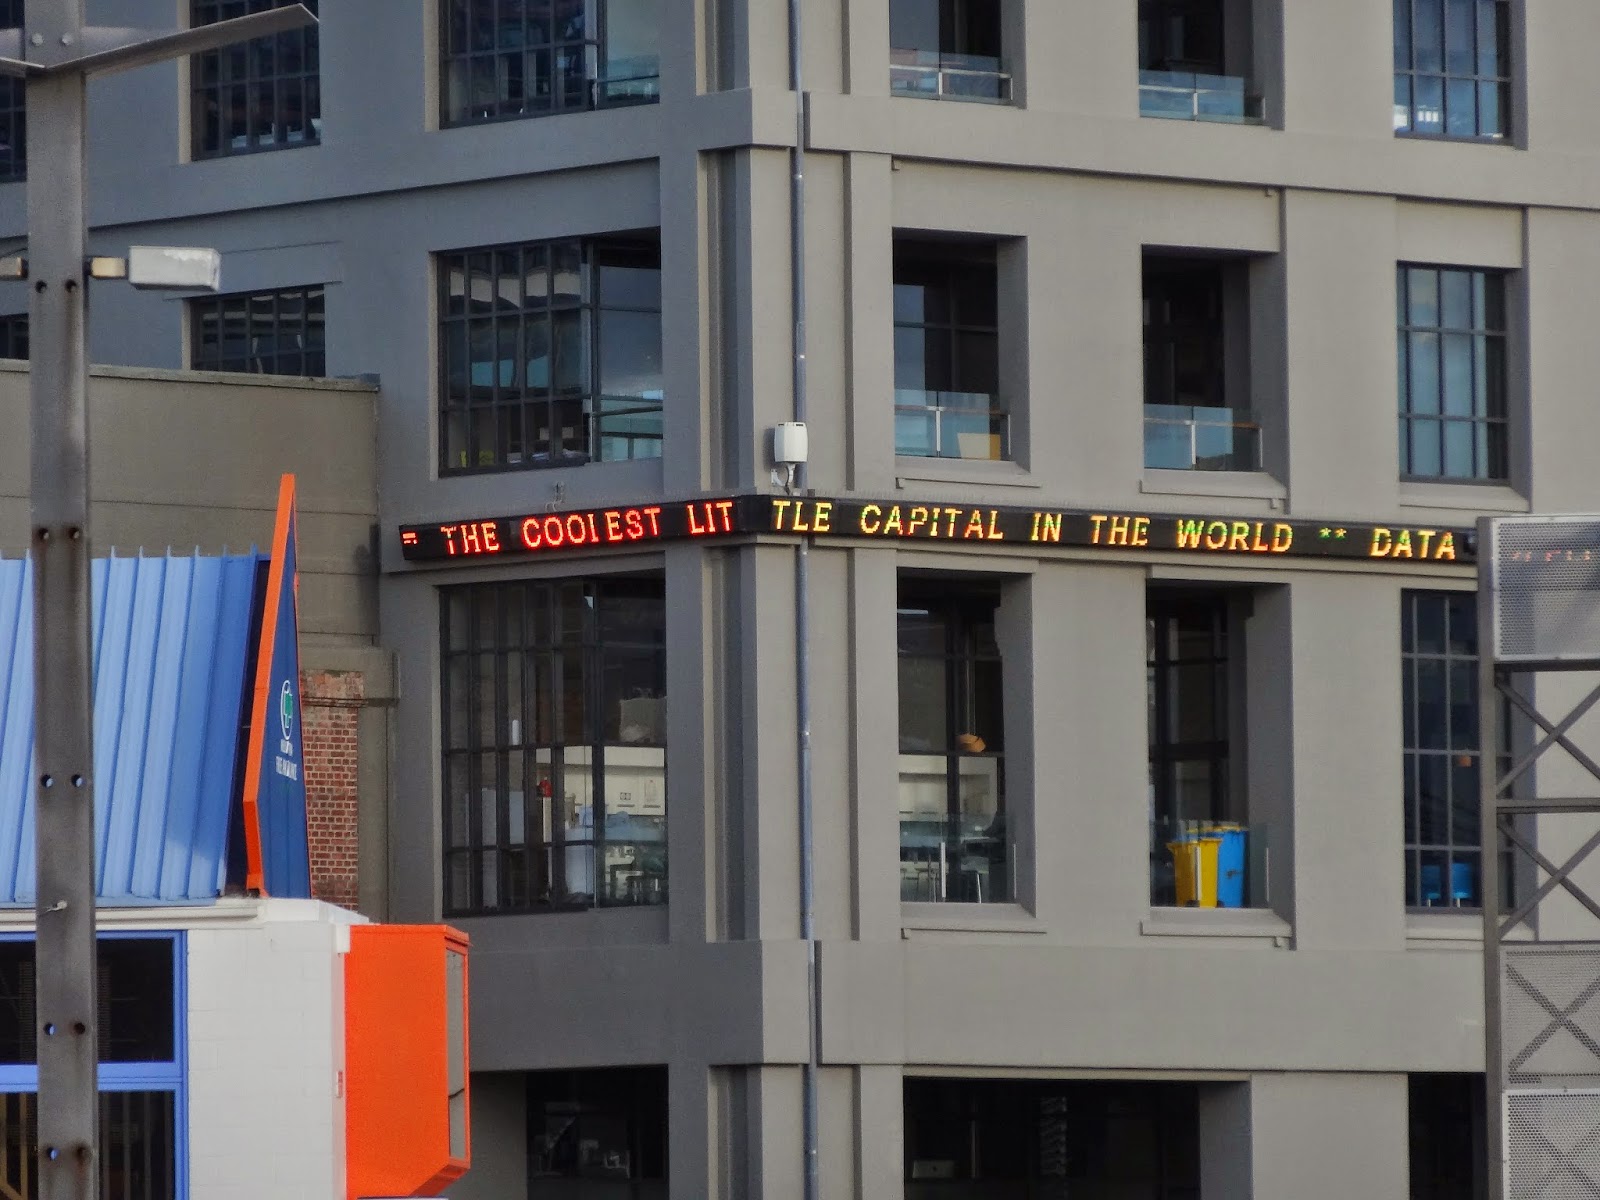 THE COOLEST LITTLE CAPITAL IN THE WORLD ** DATA